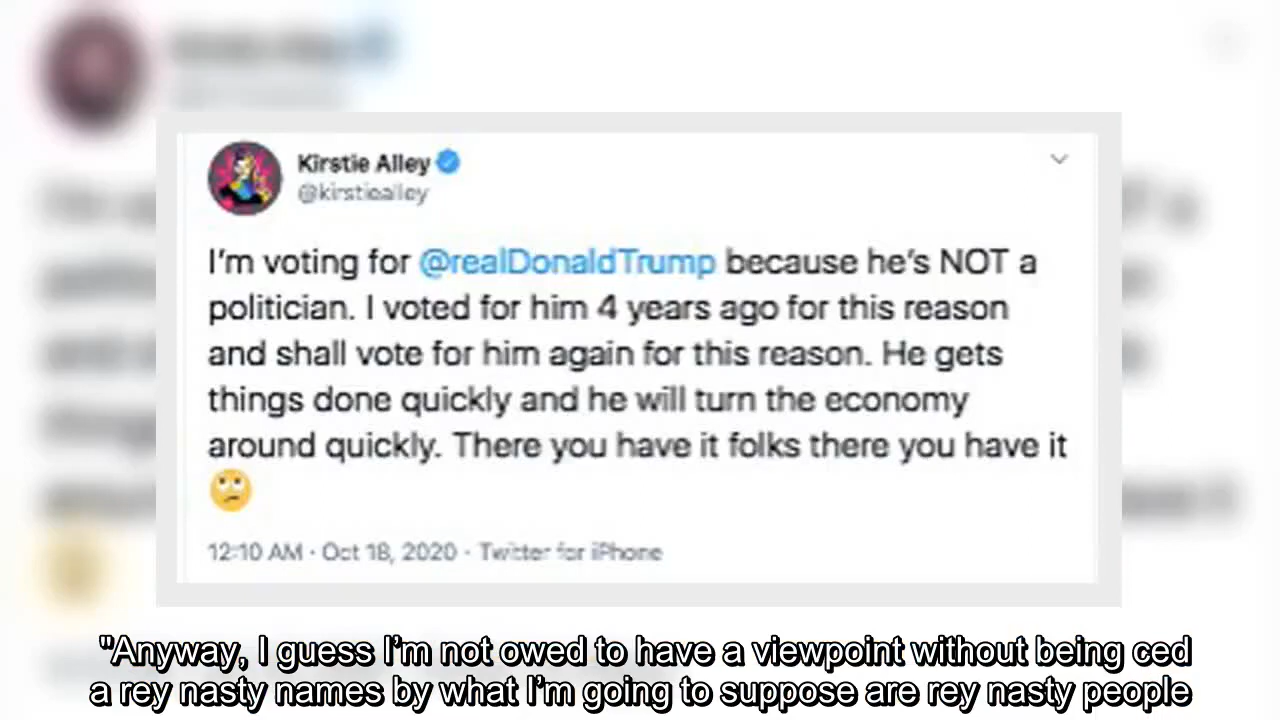 Kirstie Alley
@kirstiealley
I'm voting for @realDonaldTrump because he's NOT a
politician. I voted for him 4 years ago for this reason
and shall vote for him again for this reason. He gets
things done quickly and he will turn the economy
around quickly. There you have it folks there you have it
🙄
12:10 AM · Oct 18, 2020 · Twitter for iPhone
"Anyway, I guess I'm not owed to have a viewpoint without being ced
a rey nasty names by what I'm going to suppose are rey nasty people